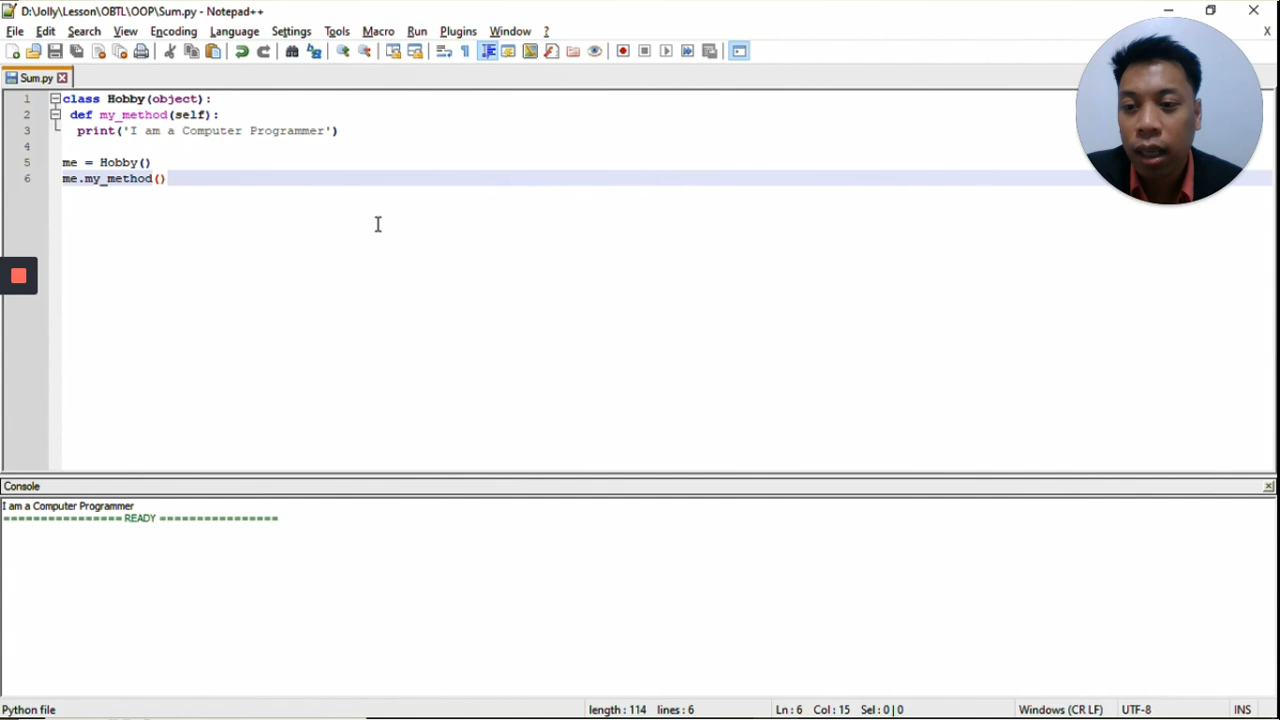 D:\Jolly\Lesson\OBTL\OOP\Sum.py - Notepad++
File Edit Search View Encoding Language Settings Tools Macro Run Plugins Window ? X
Sum.py
1 class Hobby(object):
2 def my_method(self):
3 print('I am a Computer Programmer')
4
5 me = Hobby()
6 me.my_method()
Console
I am a Computer Programmer
================ READY ================
Python file length : 114 lines : 6 Ln : 6 Col : 15 Sel : 0 | 0 Windows (CR LF) UTF-8 INS